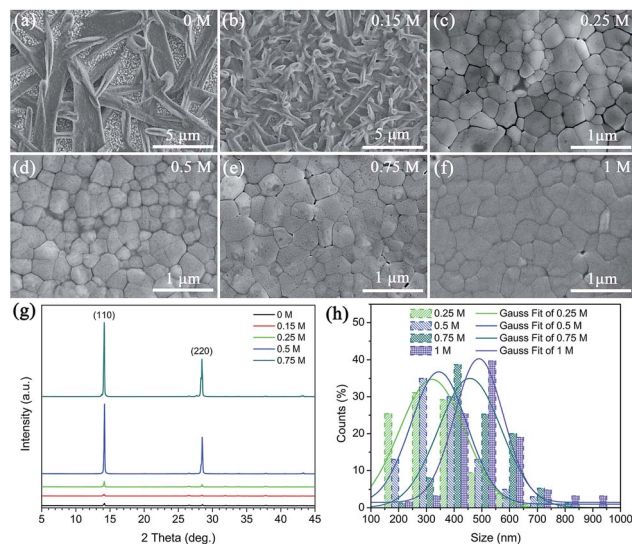 (a) 0 M
5 μm
(b) 0.15 M
5 μm
(c) 0.25 M
1μm
(d) 0.5 M
1 μm
(e) 0.75 M
1 μm
(f) 1 M
1μm
(g)
(110)
(220)
0 M
0.15 M
0.25 M
0.5 M
0.75 M
Intensity (a.u.)
5 10 15 20 25 30 35 40 45
2 Theta (deg.)
(h)
0.25 M Gauss Fit of 0.25 M
0.5 M Gauss Fit of 0.5 M
0.75 M Gauss Fit of 0.75 M
1 M Gauss Fit of 1 M
Counts (%)
50
40
30
20
10
0
100 200 300 400 500 600 700 800 900 1000
Size (nm)